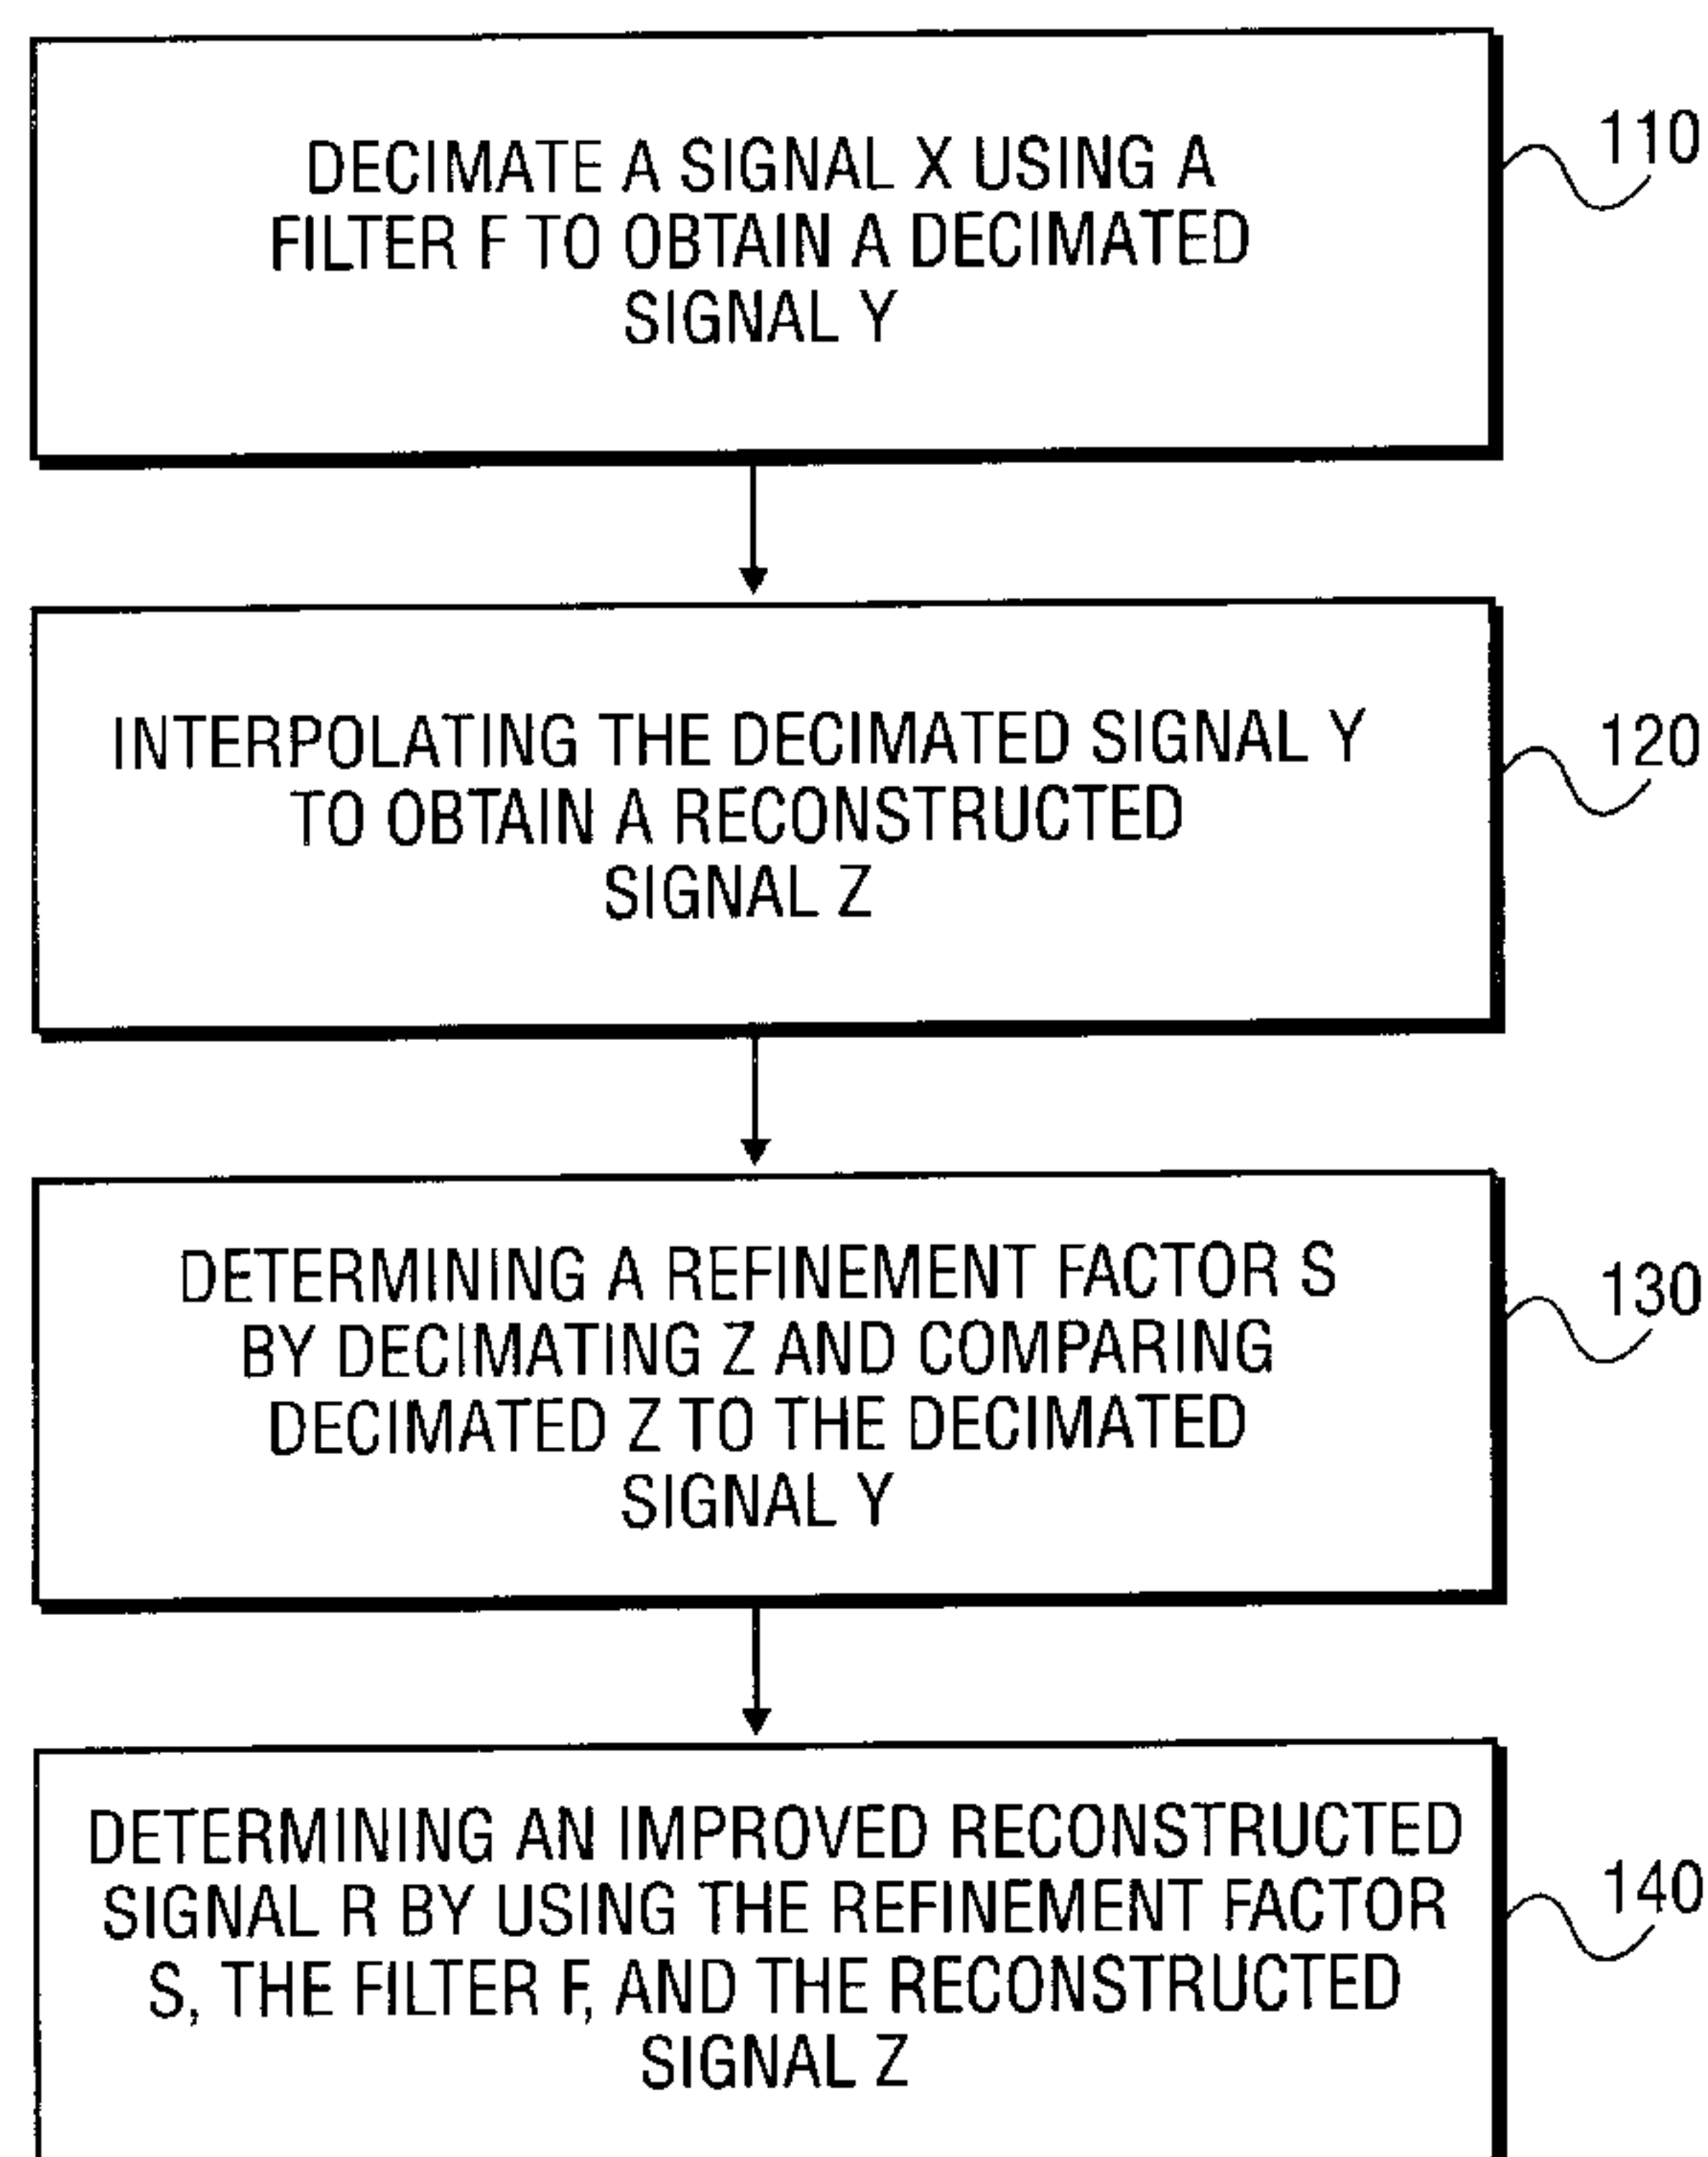 DECIMATE A SIGNAL X USING A
FILTER F TO OBTAIN A DECIMATED
SIGNAL Y
110
INTERPOLATING THE DECIMATED SIGNAL Y
TO OBTAIN A RECONSTRUCTED
SIGNAL Z
120
DETERMINING A REFINEMENT FACTOR S
BY DECIMATING Z AND COMPARING
DECIMATED Z TO THE DECIMATED
SIGNAL Y
130
DETERMINING AN IMPROVED RECONSTRUCTED
SIGNAL R BY USING THE REFINEMENT FACTOR
S, THE FILTER F, AND THE RECONSTRUCTED
SIGNAL Z
140